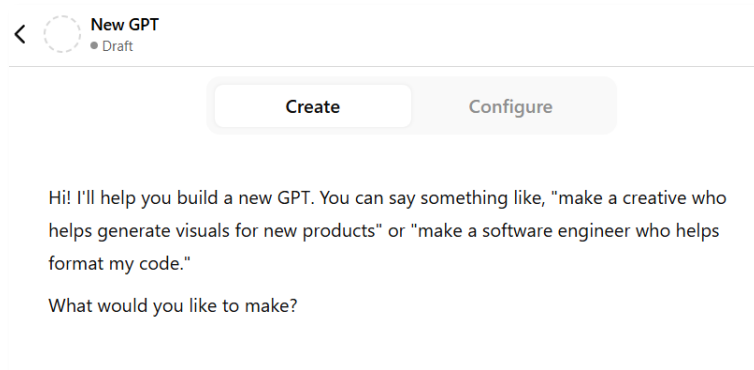 New GPT
Draft
Create
Configure
Hi! I'll help you build a new GPT. You can say something like, "make a creative who
helps generate visuals for new products" or "make a software engineer who helps
format my code."
What would you like to make?